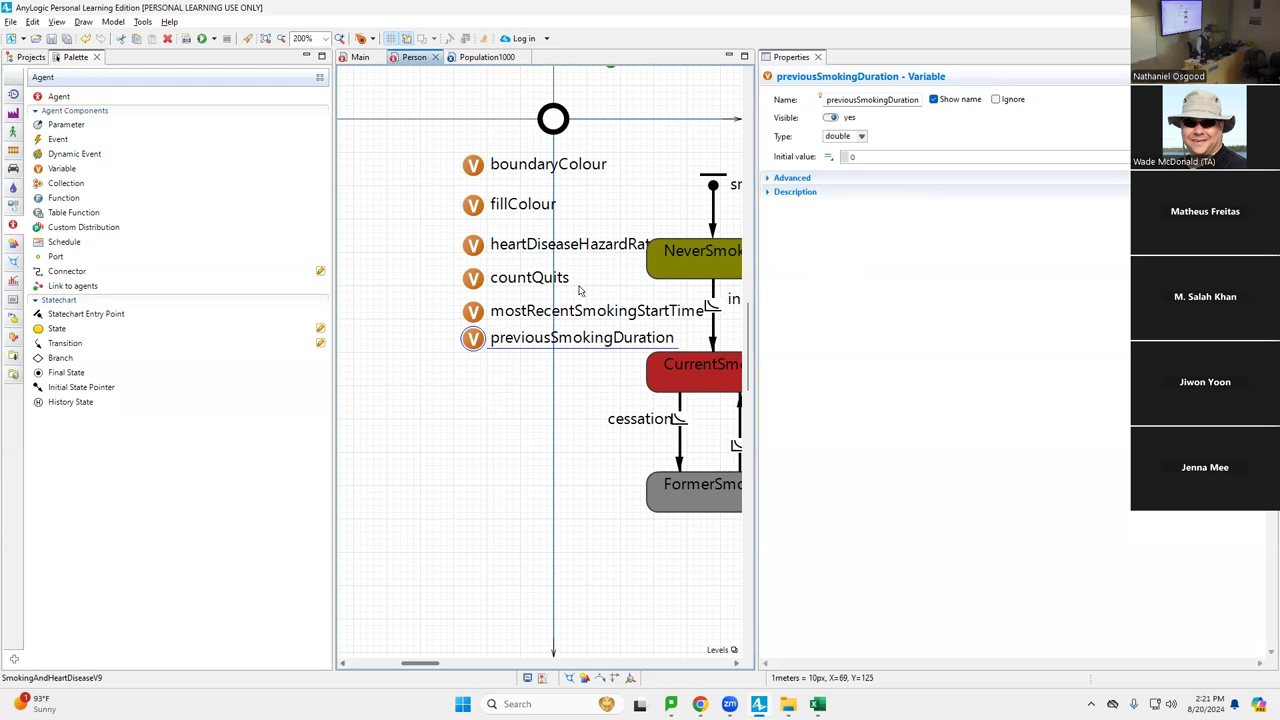 AnyLogic Personal Learning Edition [PERSONAL LEARNING USE ONLY]
File Edit View Draw Model Tools Help
200%
Log in
Projects
Palette
Main
Person
Population1000
Properties
Agent
Agent
Agent Components
Parameter
Event
Dynamic Event
Variable
Collection
Function
Table Function
Custom Distribution
Schedule
Port
Connector
Link to agents
Statechart
Statechart Entry Point
State
Transition
Branch
Final State
Initial State Pointer
History State
boundaryColour
fillColour
heartDiseaseHazardRat
countQuits
mostRecentSmokingStartTime
previousSmokingDuration
NeverSmok
in
CurrentSmo
cessation
FormerSmo
Levels
previousSmokingDuration - Variable
Name: previousSmokingDuration Show name Ignore
Visible: yes
Type: double
Initial value: 0
Advanced
Description
Nathaniel Osgood
Wade McDonald (TA)
Matheus Freitas
M. Salah Khan
Jiwon Yoon
Jenna Mee
SmokingAndHeartDiseaseV9
1meters = 10px, X=69, Y=125
1
93°F
Sunny
Search
2:21 PM
8/20/2024